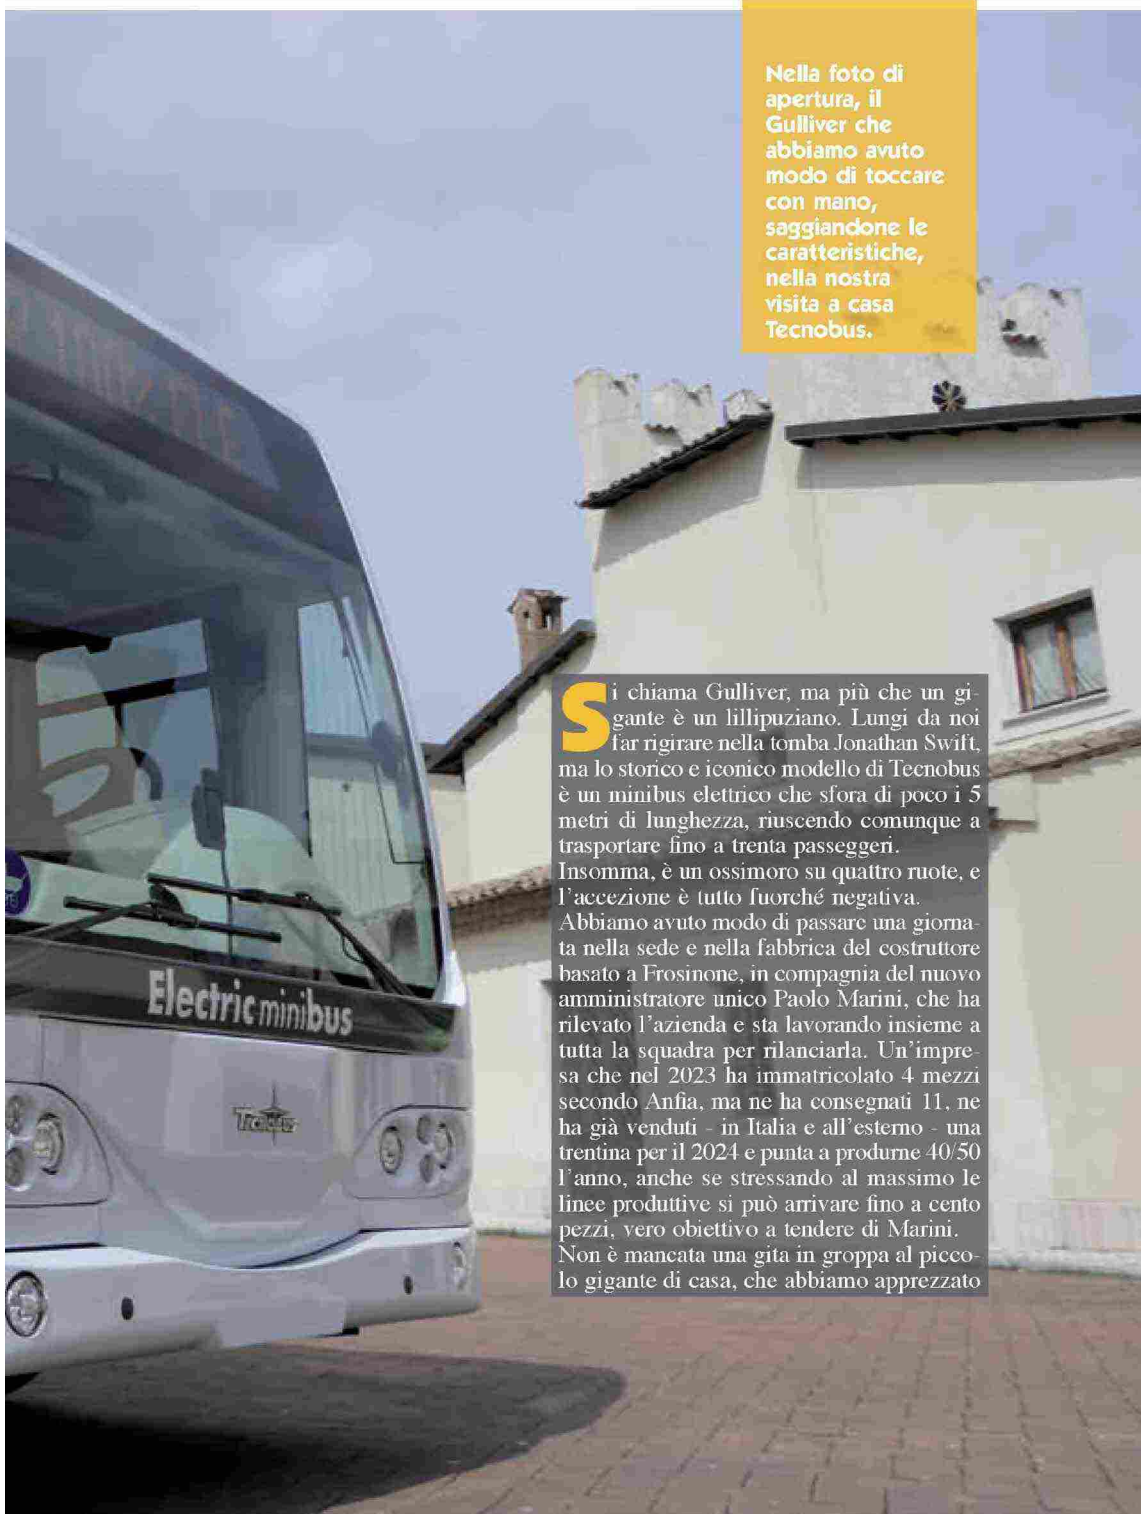 Nella foto di
apertura, il
Gulliver che
abbiamo avuto
modo di toccare
con mano,
saggiandone le
caratteristiche,
nella nostra
visita a casa
Tecnobus.
Si chiama Gulliver, ma più che un gi-
gante è un lillipuziano. Lungi da noi
far rigirare nella tomba Jonathan Swift,
ma lo storico e iconico modello di Tecnobus
è un minibus elettrico che sfora di poco i 5
metri di lunghezza, riuscendo comunque a
trasportare fino a trenta passeggeri.
Insomma, è un ossimoro su quattro ruote, e
l'accezione è tutto fuorché negativa.
Abbiamo avuto modo di passare una giorna-
ta nella sede e nella fabbrica del costruttore
basato a Frosinone, in compagnia del nuovo
amministratore unico Paolo Marini, che ha
rilevato l'azienda e sta lavorando insieme a
tutta la squadra per rilanciarla. Un'impre-
sa che nel 2023 ha immatricolato 4 mezzi
secondo Anfia, ma ne ha consegnati 11, ne
ha già venduti - in Italia e all'esterno - una
trentina per il 2024 e punta a produrne 40/50
l'anno, anche se stressando al massimo le
linee produttive si può arrivare fino a cento
pezzi, vero obiettivo a tendere di Marini.
Non è mancata una gita in groppa al picco-
lo gigante di casa, che abbiamo apprezzato
Electric minibus
Tecnobus